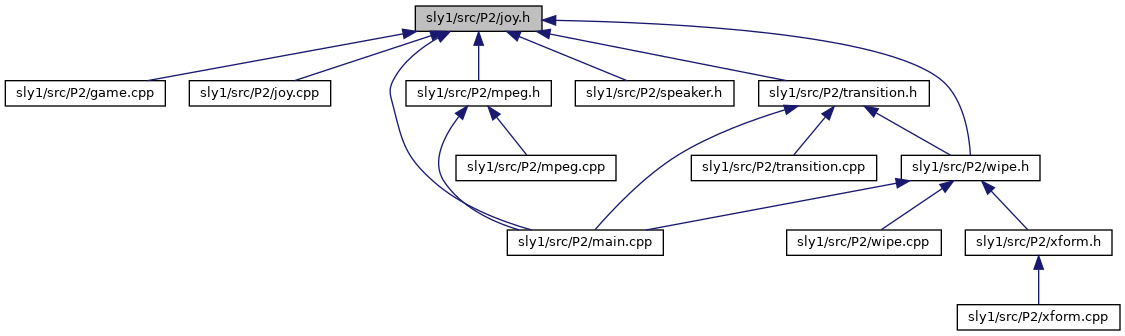 sly1/src/P2/joy.h
sly1/src/P2/game.cpp
sly1/src/P2/joy.cpp
sly1/src/P2/mpeg.h
sly1/src/P2/speaker.h
sly1/src/P2/transition.h
sly1/src/P2/mpeg.cpp
sly1/src/P2/transition.cpp
sly1/src/P2/wipe.h
sly1/src/P2/main.cpp
sly1/src/P2/wipe.cpp
sly1/src/P2/xform.h
sly1/src/P2/xform.cpp